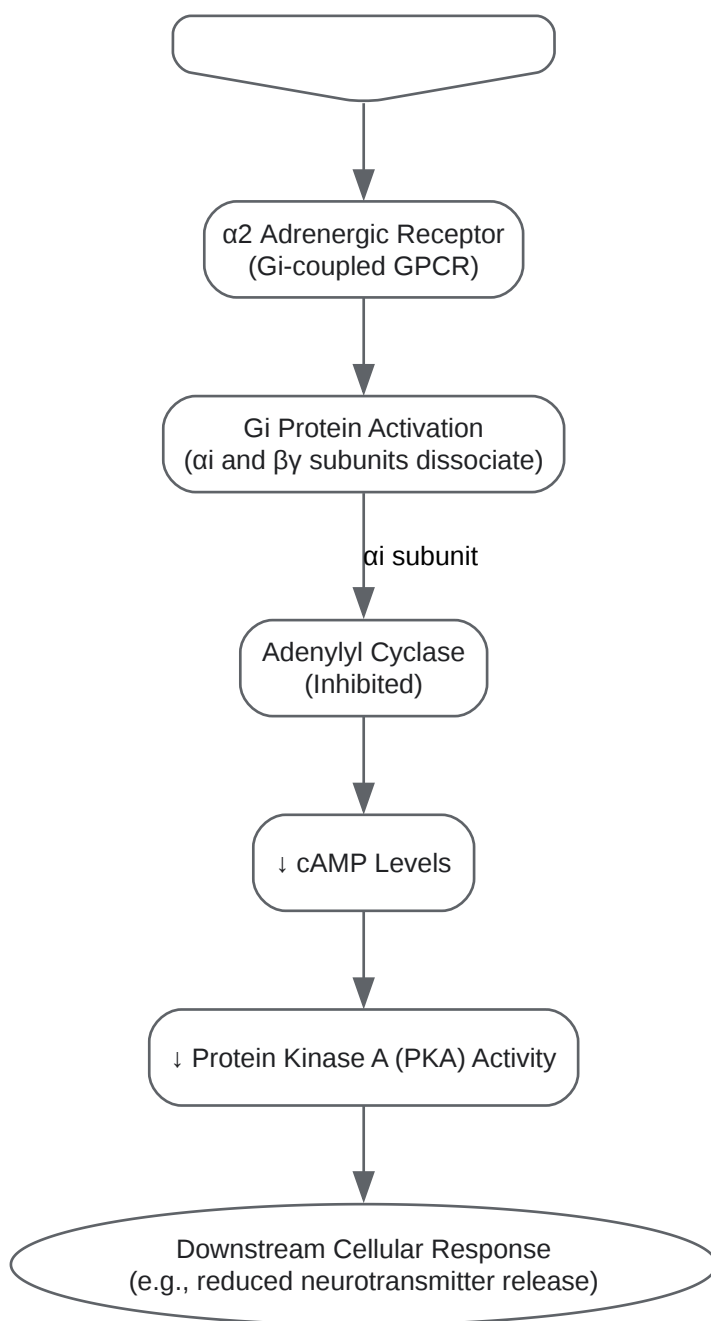 α2 Adrenergic Receptor
(Gi-coupled GPCR)
Gi Protein Activation
(αi and βγ subunits dissociate)
αi subunit
Adenylyl Cyclase
(Inhibited)
↓ cAMP Levels
↓ Protein Kinase A (PKA) Activity
Downstream Cellular Response
(e.g., reduced neurotransmitter release)